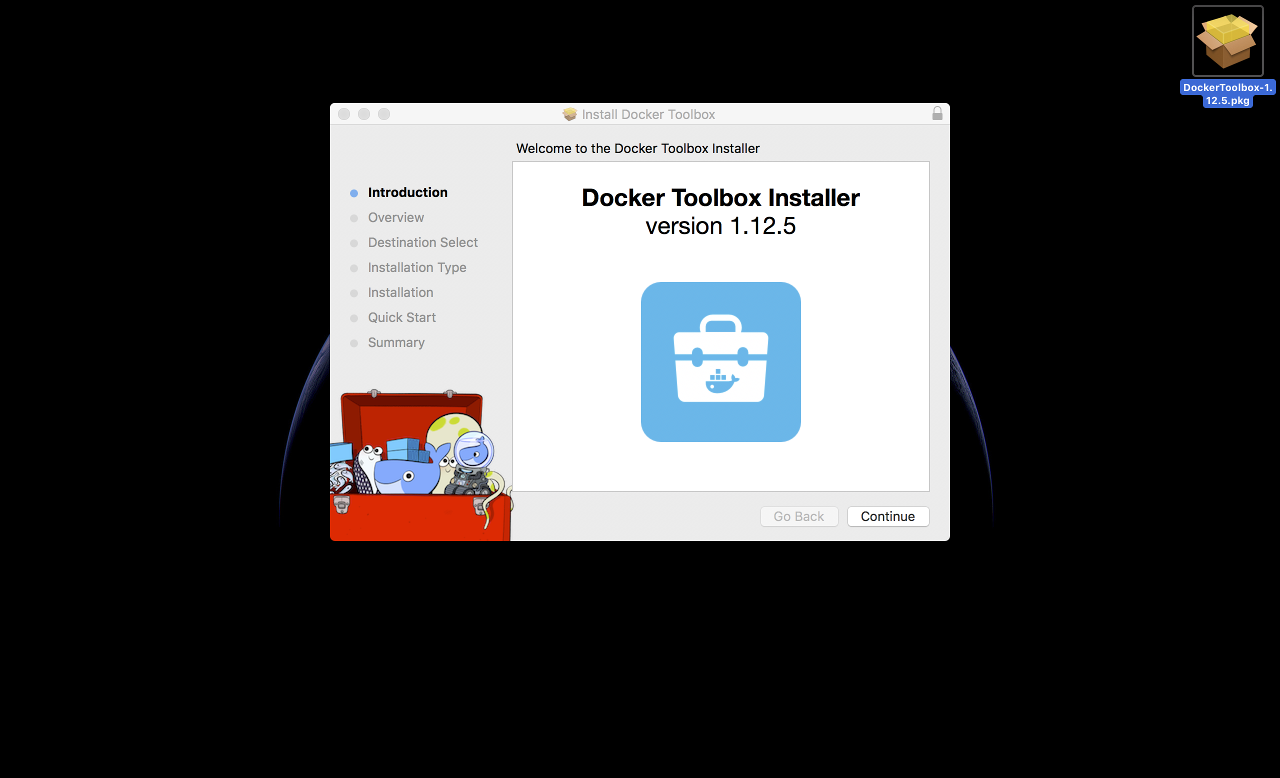 DockerToolbox-1.
12.5.pkg
Install Docker Toolbox
Welcome to the Docker Toolbox Installer
Introduction
Overview
Destination Select
Installation Type
Installation
Quick Start
Summary
Docker Toolbox Installer
version 1.12.5
Go Back
Continue